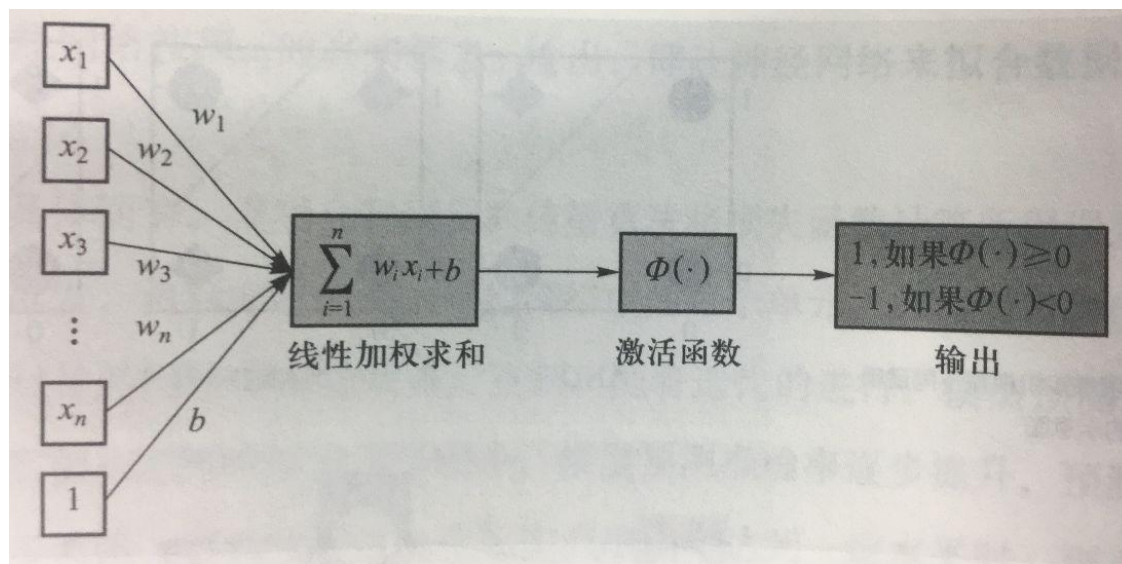 x₁
w₁
x₂
w₂
x₃
w₃
⋮
wₙ
xₙ
b
1
n
∑ wᵢxᵢ+b
i=1
线性加权求和
Φ(·)
激活函数
1,如果Φ(·)≥0
-1,如果Φ(·)<0
输出